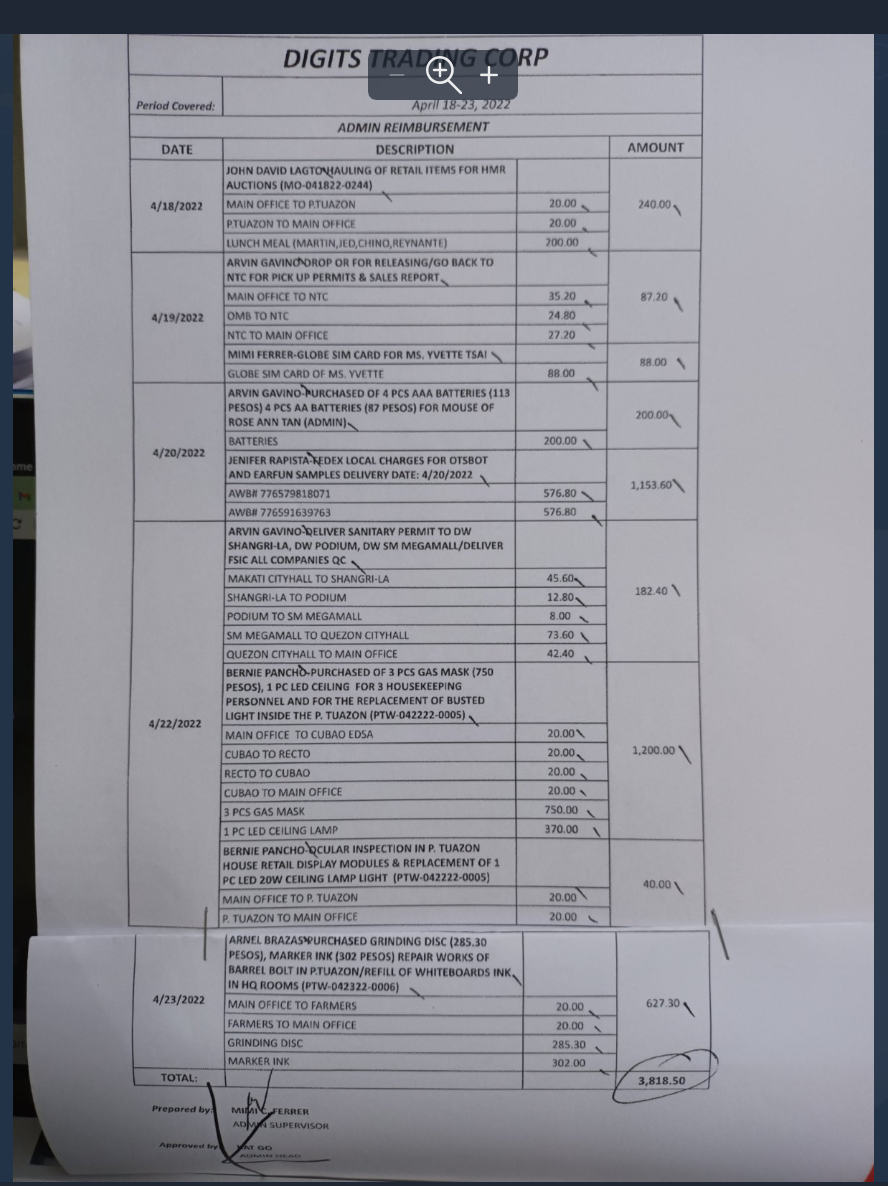 DIGITS TRADING CORP
Period Covered: April 18-23, 2022
ADMIN REIMBURSEMENT
DATE DESCRIPTION AMOUNT
JOHN DAVID LAGTO-HAULING OF RETAIL ITEMS FOR HMR
AUCTIONS (MO-041822-0244)
4/18/2022 MAIN OFFICE TO P.TUAZON 20.00 240.00
P.TUAZON TO MAIN OFFICE 20.00
LUNCH MEAL (MARTIN,JED,CHINO,REYNANTE) 200.00
ARVIN GAVINO-DROP OR FOR RELEASING/GO BACK TO
NTC FOR PICK UP PERMITS & SALES REPORT
MAIN OFFICE TO NTC 35.20 87.20
4/19/2022 OMB TO NTC 24.80
NTC TO MAIN OFFICE 27.20
MIMI FERRER-GLOBE SIM CARD FOR MS. YVETTE TSAI 88.00
GLOBE SIM CARD OF MS. YVETTE 88.00
ARVIN GAVINO-PURCHASED OF 4 PCS AAA BATTERIES (113
PESOS) 4 PCS AA BATTERIES (87 PESOS) FOR MOUSE OF 200.00
ROSE ANN TAN (ADMIN)
BATTERIES 200.00
4/20/2022
JENIFER RAPISTA-FEDEX LOCAL CHARGES FOR OTSBOT
AND EARFUN SAMPLES DELIVERY DATE: 4/20/2022 1,153.60
AWB# 776579818071 576.80
AWB# 776591639763 576.80
ARVIN GAVINO-DELIVER SANITARY PERMIT TO DW
SHANGRI-LA, DW PODIUM, DW SM MEGAMALL/DELIVER
FSIC ALL COMPANIES QC
MAKATI CITYHALL TO SHANGRI-LA 45.60 182.40
SHANGRI-LA TO PODIUM 12.80
PODIUM TO SM MEGAMALL 8.00
SM MEGAMALL TO QUEZON CITYHALL 73.60
QUEZON CITYHALL TO MAIN OFFICE 42.40
BERNIE PANCHO-PURCHASED OF 3 PCS GAS MASK (750
PESOS), 1 PC LED CEILING FOR 3 HOUSEKEEPING
PERSONNEL AND FOR THE REPLACEMENT OF BUSTED
LIGHT INSIDE THE P. TUAZON (PTW-042222-0005)
4/22/2022
MAIN OFFICE TO CUBAO EDSA 20.00
CUBAO TO RECTO 20.00 1,200.00
RECTO TO CUBAO 20.00
CUBAO TO MAIN OFFICE 20.00
3 PCS GAS MASK 750.00
1 PC LED CEILING LAMP 370.00
BERNIE PANCHO-OCULAR INSPECTION IN P. TUAZON
HOUSE RETAIL DISPLAY MODULES & REPLACEMENT OF 1
PC LED 20W CEILING LAMP LIGHT (PTW-042222-0005) 40.00
MAIN OFFICE TO P. TUAZON 20.00
P. TUAZON TO MAIN OFFICE 20.00
ARNEL BRAZAS-PURCHASED GRINDING DISC (285.30
PESOS), MARKER INK (302 PESOS) REPAIR WORKS OF
BARREL BOLT IN P.TUAZON/REFILL OF WHITEBOARDS INK
IN HQ ROOMS (PTW-042322-0006)
4/23/2022 MAIN OFFICE TO FARMERS 20.00 627.30
FARMERS TO MAIN OFFICE 20.00
GRINDING DISC 285.30
MARKER INK 302.00
TOTAL: 3,818.50
Prepared by: MIMI C. FERRER
ADMIN SUPERVISOR
Approved by GO
ADMIN HEAD